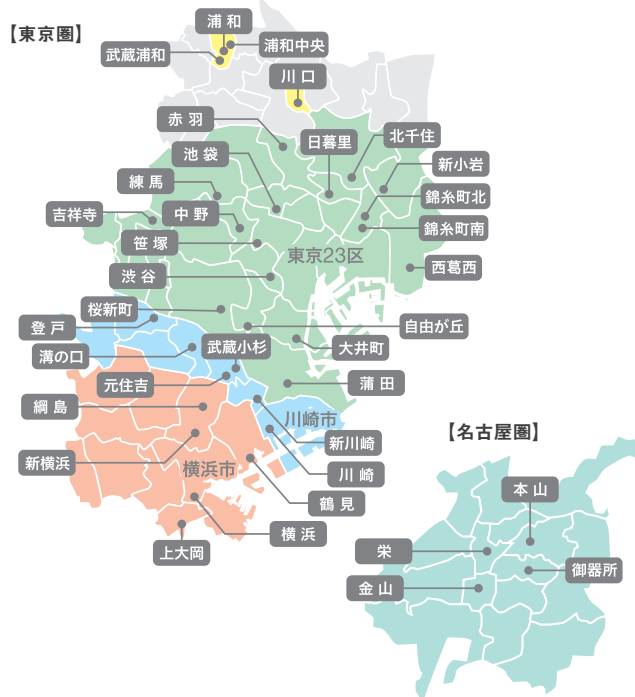 【東京圏】
浦和
浦和中央
武蔵浦和
川口
赤羽
日暮里
北千住
池袋
新小岩
練馬
錦糸町北
吉祥寺
中野
錦糸町南
笹塚
東京23区
西葛西
渋谷
桜新町
登戸
自由が丘
溝の口
武蔵小杉
大井町
元住吉
蒲田
綱島
川崎市
新川崎
新横浜
横浜市
川崎
鶴見
横浜
上大岡
【名古屋圏】
本山
栄
御器所
金山